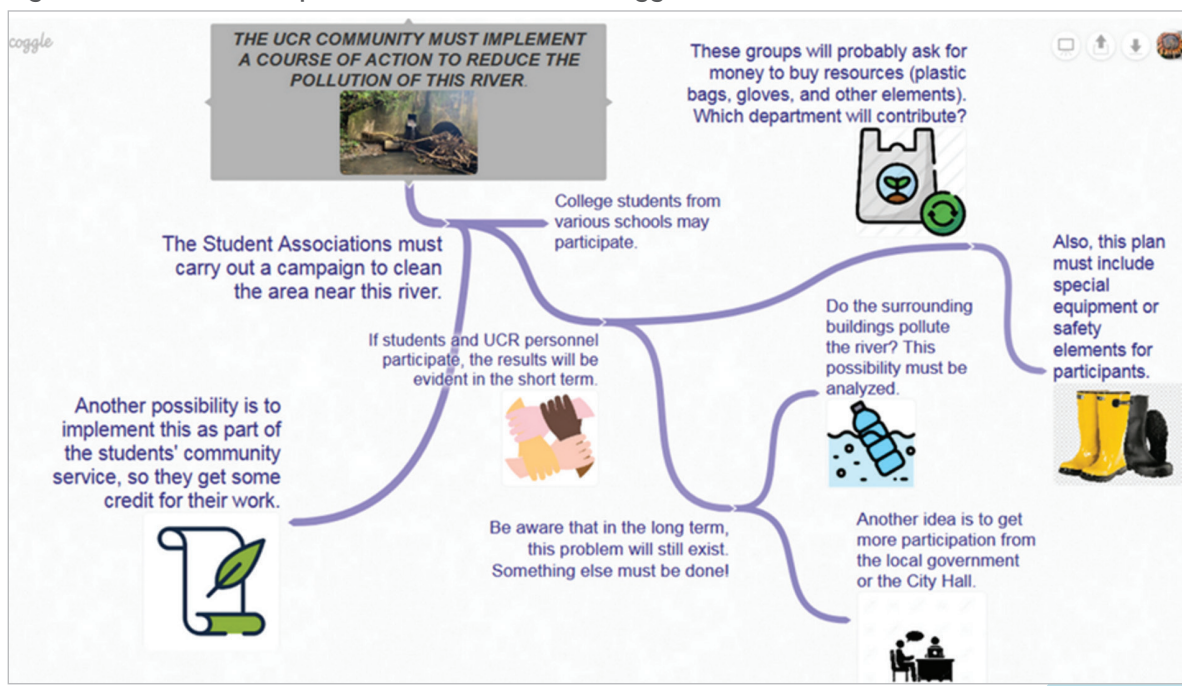 coggle
THE UCR COMMUNITY MUST IMPLEMENT
A COURSE OF ACTION TO REDUCE THE
POLLUTION OF THIS RIVER.
These groups will probably ask for
money to buy resources (plastic
bags, gloves, and other elements).
Which department will contribute?
College students from
various schools may
participate.
The Student Associations must
carry out a campaign to clean
the area near this river.
Also, this plan
must include
special
equipment or
safety
elements for
participants.
Do the surrounding
buildings pollute
the river? This
possibility must be
analyzed.
If students and UCR personnel
participate, the results will be
evident in the short term.
Another possibility is to
implement this as part of
the students' community
service, so they get some
credit for their work.
Be aware that in the long term,
this problem will still exist.
Something else must be done!
Another idea is to get
more participation from
the local government
or the City Hall.